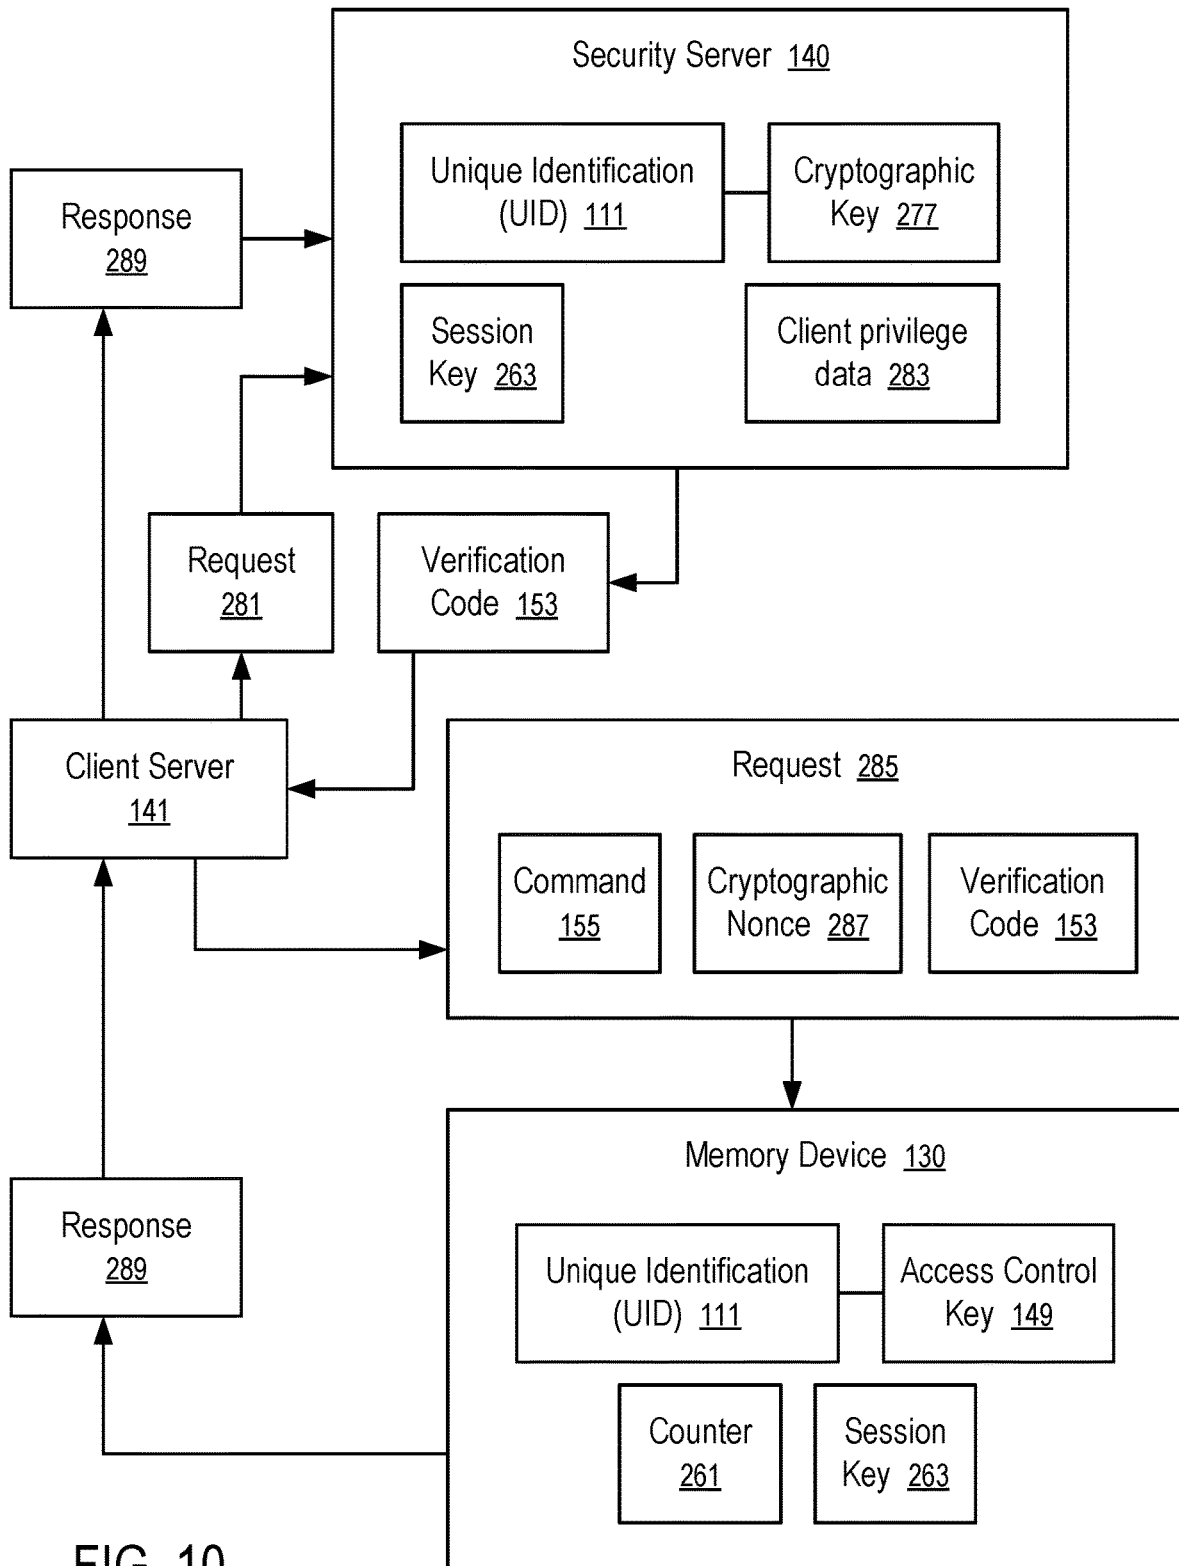 Security Server 140
Unique Identification
(UID) 111
Cryptographic
Key 277
Response
289
Session
Key 263
Client privilege
data 283
Request
281
Verification
Code 153
Client Server
141
Request 285
Command
155
Cryptographic
Nonce 287
Verification
Code 153
Memory Device 130
Response
289
Unique Identification
(UID) 111
Access Control
Key 149
Counter
261
Session
Key 263
FIG. 10